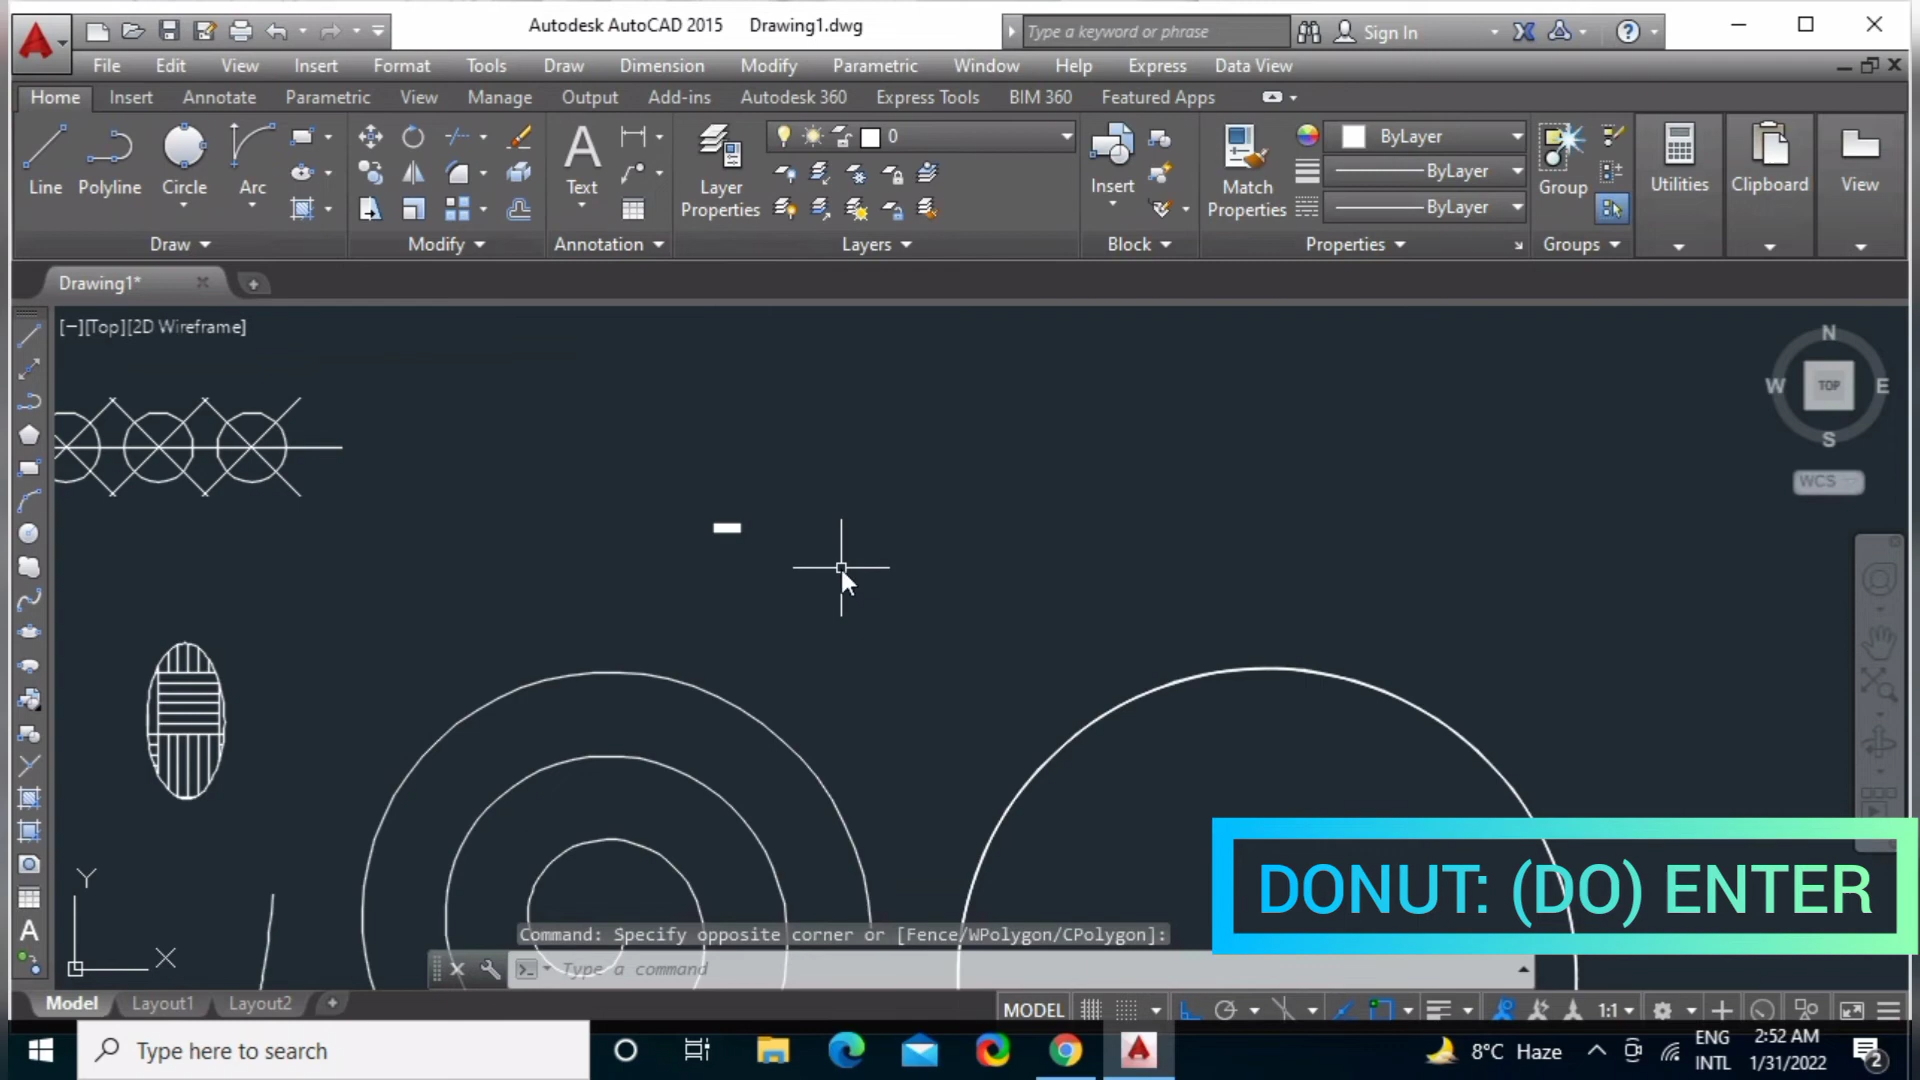 Autodesk AutoCAD 2015 Drawing1.dwg
Type a keyword or phrase
Sign In
File Edit View Insert Format Tools Draw Dimension Modify Parametric Window Help Express Data View
Home Insert Annotate Parametric View Manage Output Add-ins Autodesk 360 Express Tools BIM 360 Featured Apps
0
ByLayer
ByLayer
ByLayer
Line Polyline Circle Arc
Text
Layer
Properties
Insert
Match
Properties
Group
Utilities
Clipboard
View
Draw Modify Annotation Layers Block Properties Groups
Drawing1*
[−][Top][2D Wireframe]
N
W TOP E
S
WCS
DONUT: (DO) ENTER
Y
X
A
Command: Specify opposite corner or [Fence/WPolygon/CPolygon]:
Type a command
Model Layout1 Layout2
MODEL
1:1
Type here to search
8°C Haze
ENG
INTL
2:52 AM
1/31/2022
2